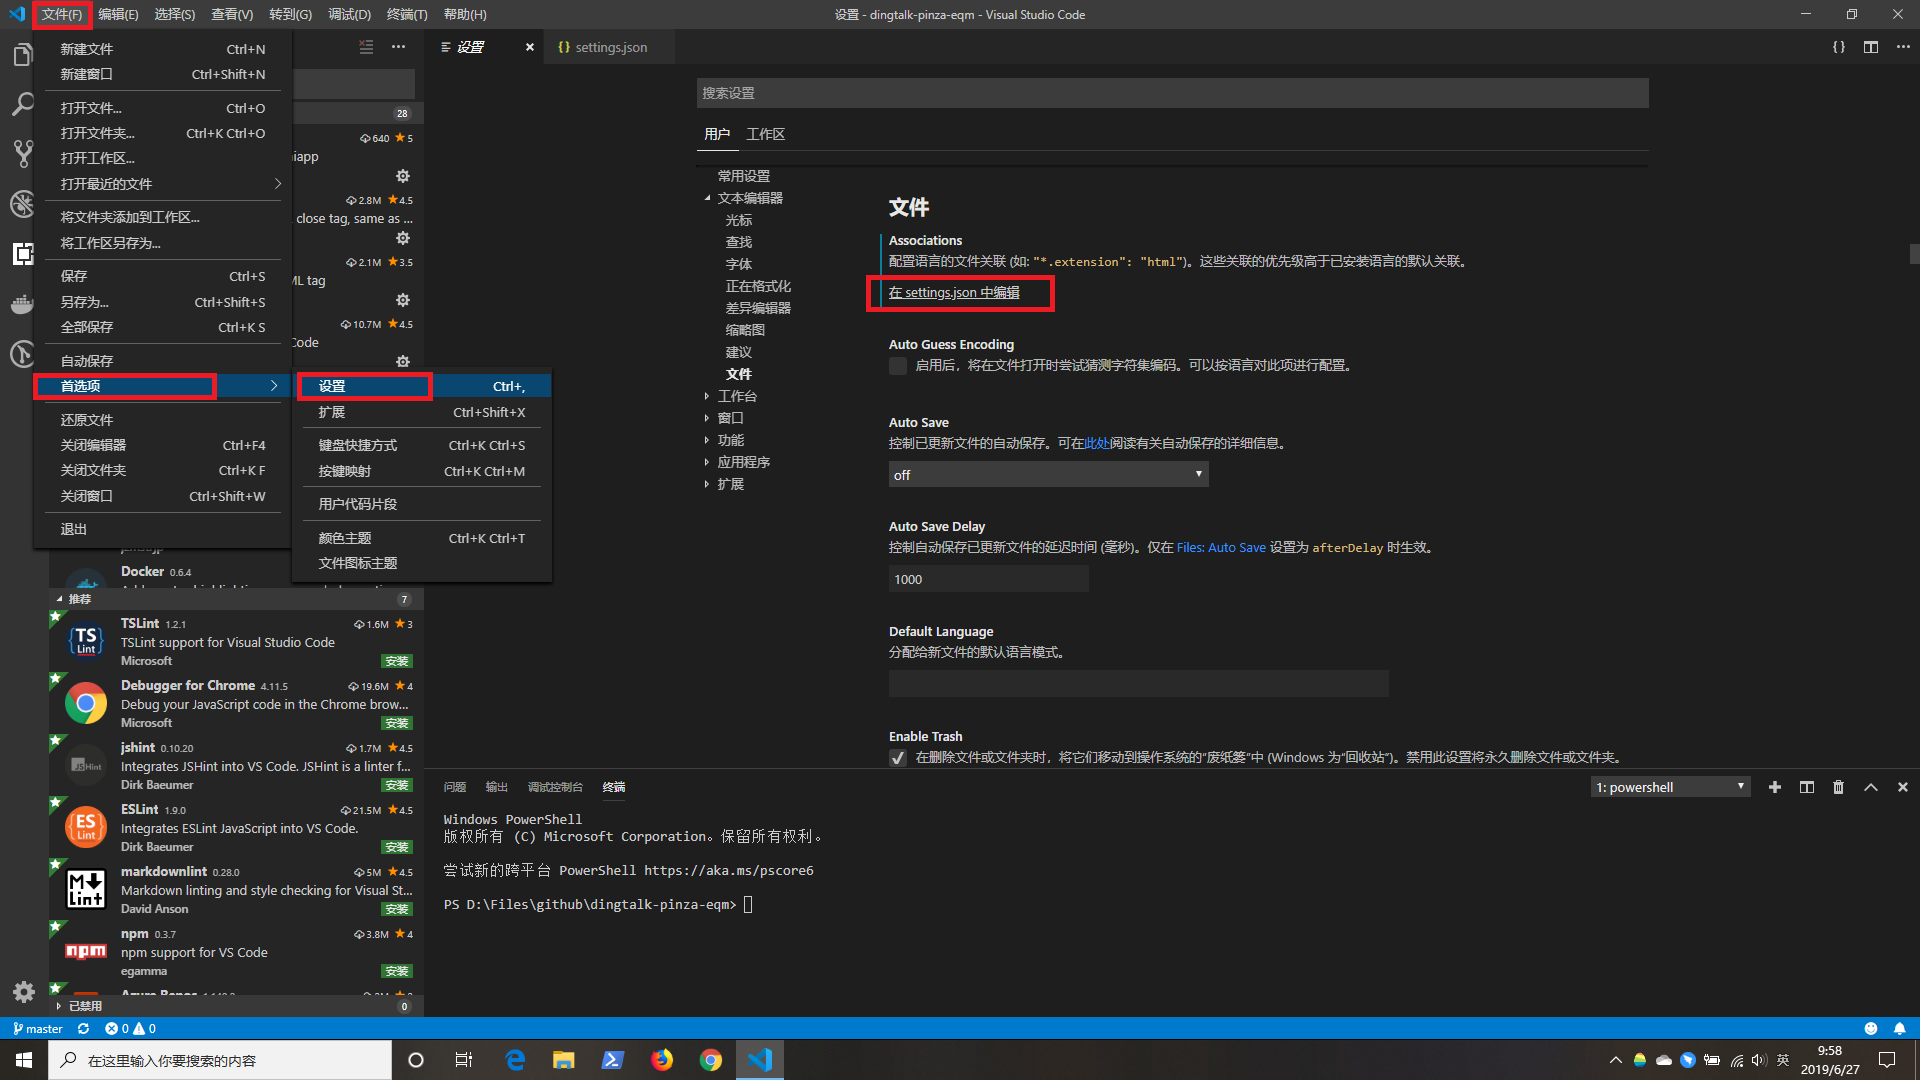 文件(F) 编辑(E) 选择(S) 查看(V) 转到(G) 调试(D) 终端(T) 帮助(H)
设置 - dingtalk-pinza-eqm - Visual Studio Code
新建文件 Ctrl+N
新建窗口 Ctrl+Shift+N
打开文件... Ctrl+O
打开文件夹... Ctrl+K Ctrl+O
打开工作区...
打开最近的文件
将文件夹添加到工作区...
将工作区另存为...
保存 Ctrl+S
另存为... Ctrl+Shift+S
全部保存 Ctrl+K S
自动保存
首选项
还原文件
关闭编辑器 Ctrl+F4
关闭文件夹 Ctrl+K F
关闭窗口 Ctrl+Shift+W
退出
设置 Ctrl+,
扩展 Ctrl+Shift+X
键盘快捷方式 Ctrl+K Ctrl+S
按键映射 Ctrl+K Ctrl+M
用户代码片段
颜色主题 Ctrl+K Ctrl+T
文件图标主题
28
640 5
iapp
2.8M 4.5
close tag, same as ...
2.1M 3.5
ML tag
10.7M 4.5
Code
Docker 0.6.4
推荐 7
TSLint 1.2.1 1.6M 3
TSLint support for Visual Studio Code
Microsoft 安装
Debugger for Chrome 4.11.5 19.6M 4
Debug your JavaScript code in the Chrome brow...
Microsoft 安装
jshint 0.10.20 1.7M 4.5
Integrates JSHint into VS Code. JSHint is a linter f...
Dirk Baeumer 安装
ESLint 1.9.0 21.5M 4.5
Integrates ESLint JavaScript into VS Code.
Dirk Baeumer 安装
markdownlint 0.28.0 5M 4.5
Markdown linting and style checking for Visual St...
David Anson 安装
npm 0.3.7 3.8M 4
npm support for VS Code
egamma 安装
已禁用 0
TS Lint
JSHint
ES Lint
M Lint
npm
设置
{} settings.json
搜索设置
用户 工作区
常用设置
文本编辑器
光标
查找
字体
正在格式化
差异编辑器
缩略图
建议
文件
工作台
窗口
功能
应用程序
扩展
文件
Associations
配置语言的文件关联 (如: "*.extension": "html")。这些关联的优先级高于已安装语言的默认关联。
在 settings.json 中编辑
Auto Guess Encoding
启用后，将在文件打开时尝试猜测字符集编码。可以按语言对此项进行配置。
Auto Save
控制已更新文件的自动保存。可在此处阅读有关自动保存的详细信息。
off
Auto Save Delay
控制自动保存已更新文件的延迟时间 (毫秒)。仅在 Files: Auto Save 设置为 afterDelay 时生效。
1000
Default Language
分配给新文件的默认语言模式。
Enable Trash
在删除文件或文件夹时，将它们移动到操作系统的“废纸篓”中 (Windows 为“回收站”)。禁用此设置将永久删除文件或文件夹。
问题 输出 调试控制台 终端
1: powershell
Windows PowerShell
版权所有 (C) Microsoft Corporation。保留所有权利。
尝试新的跨平台 PowerShell https://aka.ms/pscore6
PS D:\Files\github\dingtalk-pinza-eqm>
master 0 0
在这里输入你要搜索的内容
英
9:58
2019/6/27